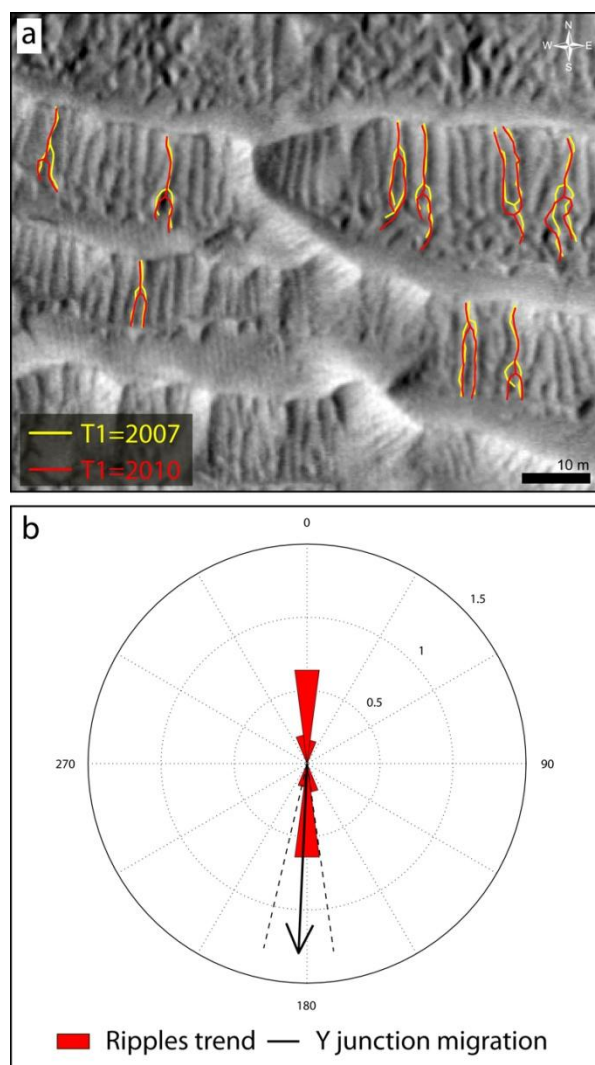 a
N
W E
S
T1=2007
T1=2010
10 m
b
0
1.5
1
0.5
270
90
180
Ripples trend — Y junction migration